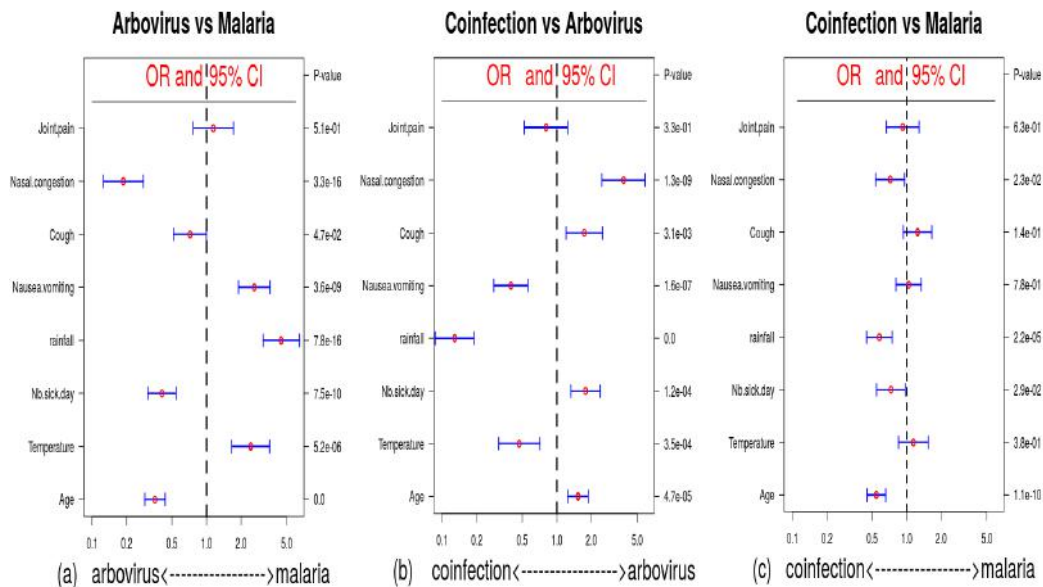 Arbovirus vs Malaria
OR and 95% CI
P-value
Joint.pain
5.1e-01
Nasal.congestion
3.3e-16
Cough
4.7e-02
Nausea.vomiting
3.6e-09
rainfall
7.8e-16
Nb.sick.day
7.5e-10
Temperature
5.2e-06
Age
0.0
0.1 0.2 0.5 1.0 2.0 5.0
(a) arbovirus<---------------------->malaria
Coinfection vs Arbovirus
OR and 95% CI
P-value
Joint.pain
3.3e-01
Nasal.congestion
1.3e-09
Cough
3.1e-03
Nausea.vomiting
1.6e-07
rainfall
0.0
Nb.sick.day
1.2e-04
Temperature
3.5e-04
Age
4.7e-05
0.1 0.2 0.5 1.0 2.0 5.0
(b) coinfection<---------------------->arbovirus
Coinfection vs Malaria
OR and 95% CI
P-value
Joint.pain
6.3e-01
Nasal.congestion
2.3e-02
Cough
1.4e-01
Nausea.vomiting
7.8e-01
rainfall
2.2e-05
Nb.sick.day
2.9e-02
Temperature
3.8e-01
Age
1.1e-10
0.1 0.2 0.5 1.0 2.0 5.0
(c) coinfection<---------------------->malaria